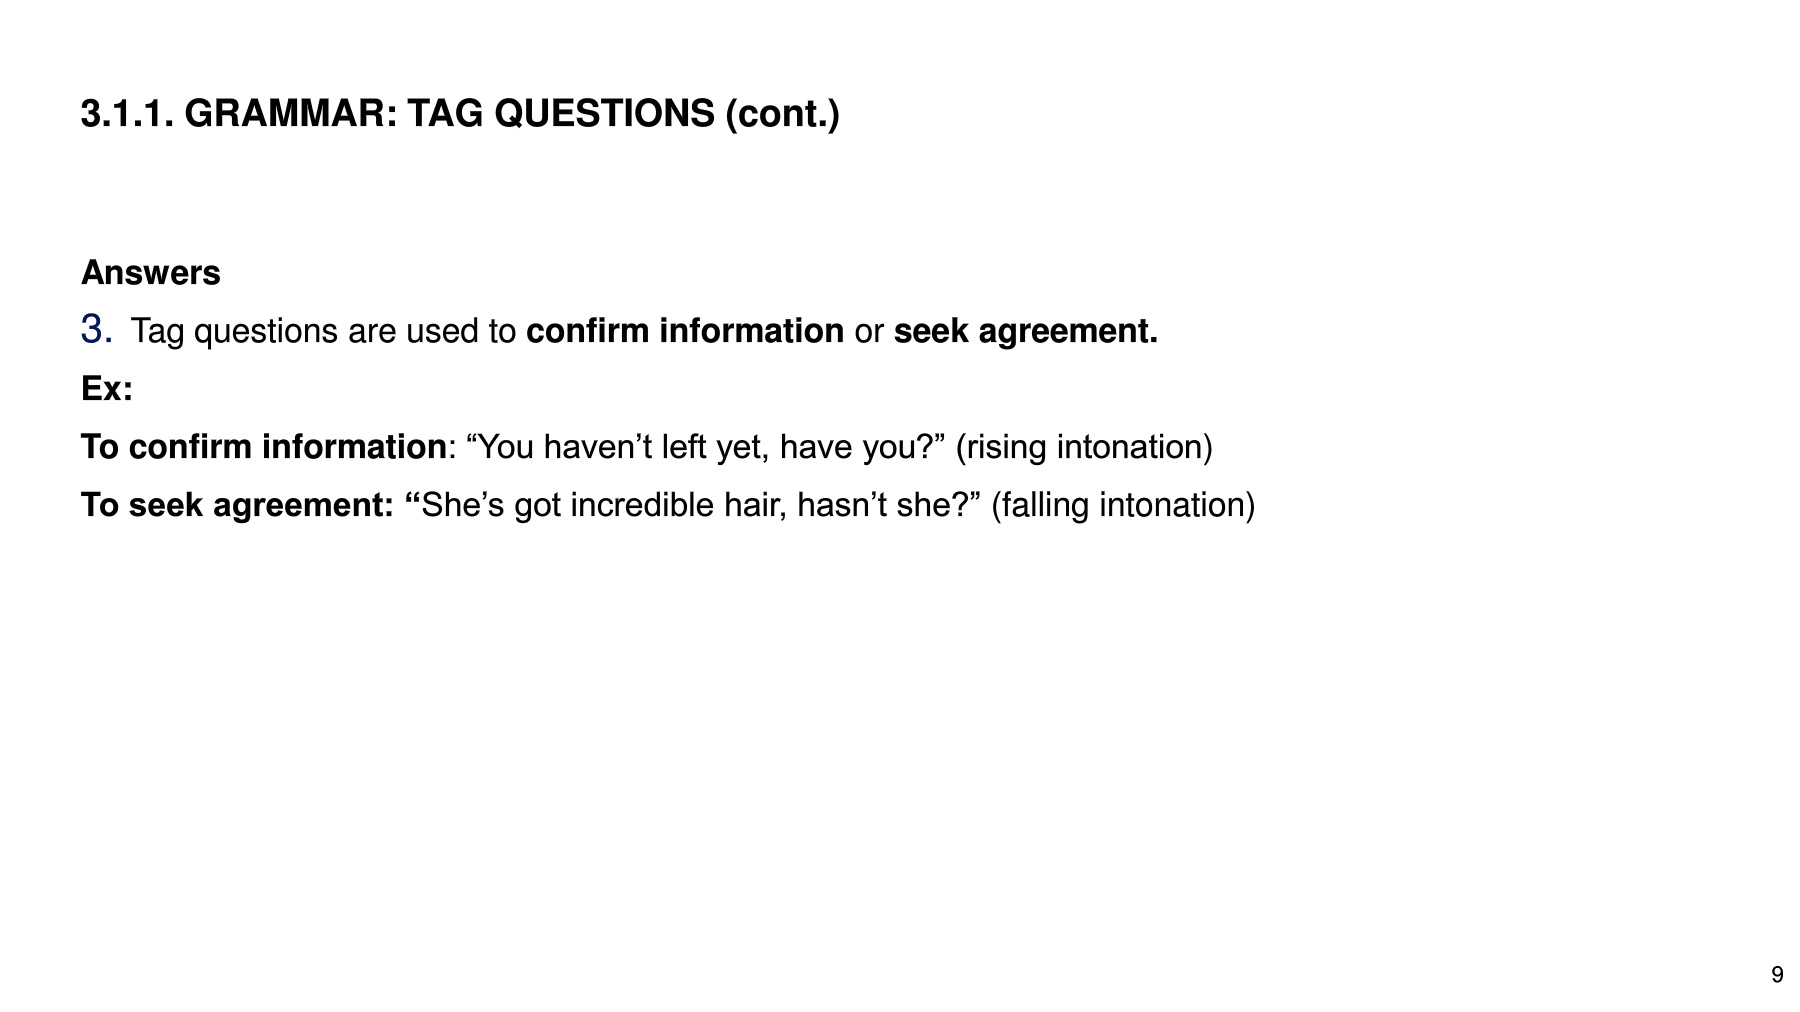 3.1.1. GRAMMAR: TAG QUESTIONS (cont.)
Answers
3. Tag questions are used to confirm information or seek agreement.
Ex:
To confirm information: “You haven’t left yet, have you?” (rising intonation)
To seek agreement: “She’s got incredible hair, hasn’t she?” (falling intonation)
9